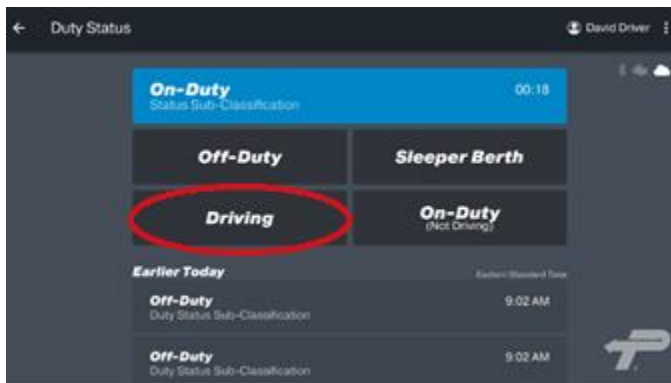 Duty Status
David Driver
On-Duty
00:18
Status Sub-Classification
Off-Duty
Sleeper Berth
Driving
On-Duty
(Not Driving)
Earlier Today
Eastern Standard Time
Off-Duty
9:02 AM
Duty Status Sub-Classification
Off-Duty
9:02 AM
Duty Status Sub-Classification